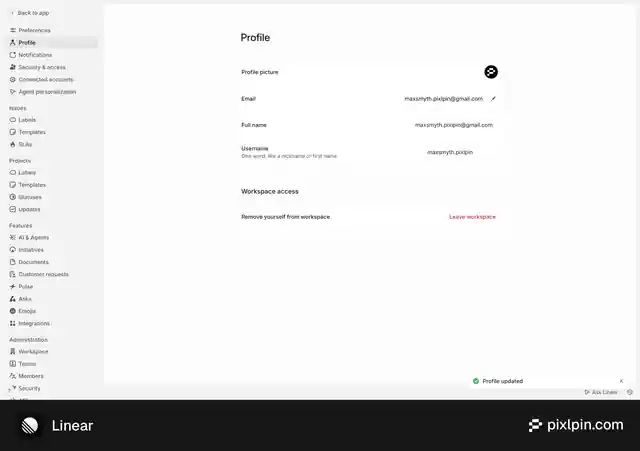 Back to app
Preferences
Profile
Notifications
Security & access
Connected accounts
Agent personalization
Issues
Labels
Templates
SLAs
Projects
Labels
Templates
Statuses
Updates
Features
AI & Agents
Initiatives
Documents
Customer requests
Pulse
Asks
Emojis
Integrations
Administration
Workspace
Teams
Members
Security
Profile
Profile picture
Email
maxsmyth.pixlpin@gmail.com
Full name
maxsmyth.pixlpin@gmail.com
Username
One word, like a nickname or first name
maxsmyth.pixlpin
Workspace access
Remove yourself from workspace
Leave workspace
Profile updated
Ask Linear
Linear
pixlpin.com